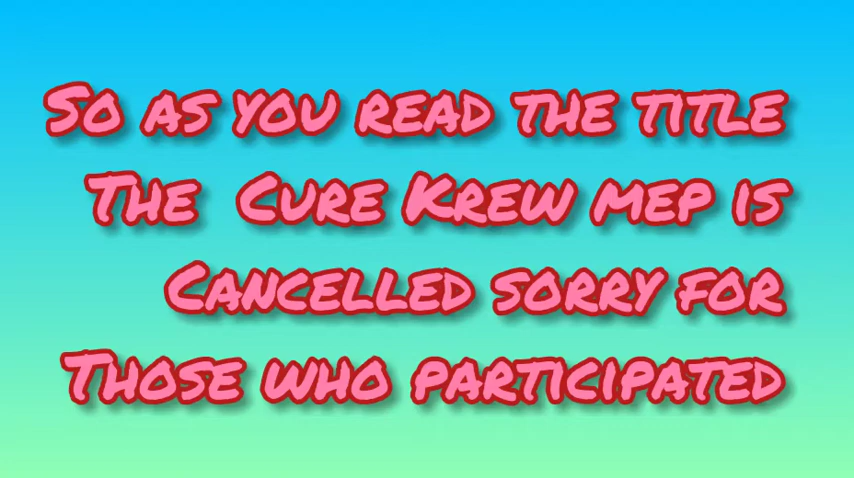 So as you read the title
The Cure Krew mep is
Cancelled sorry for
Those who participated